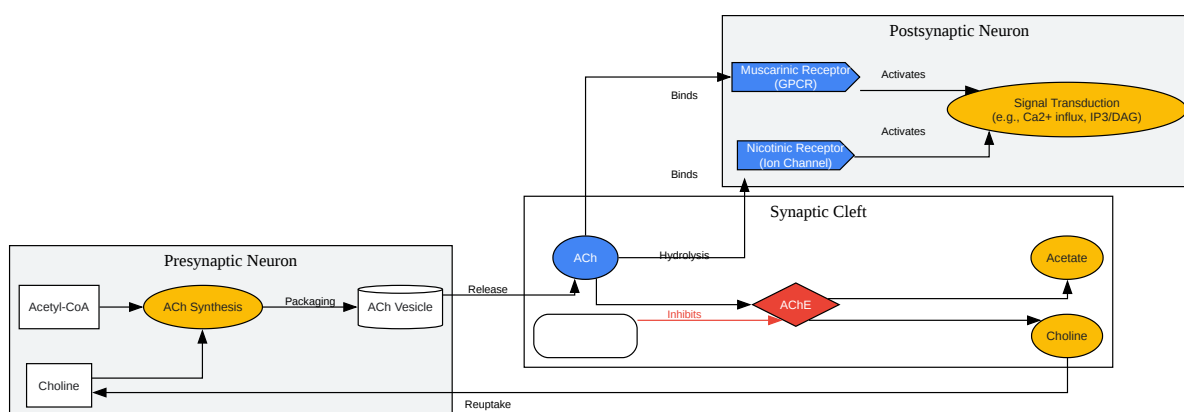 Postsynaptic Neuron
Muscarinic Receptor
(GPCR)
Activates
Binds
Signal Transduction
(e.g., Ca2+ influx, IP3/DAG)
Activates
Nicotinic Receptor
(Ion Channel)
Binds
Synaptic Cleft
ACh
Hydrolysis
Acetate
Presynaptic Neuron
Acetyl-CoA
ACh Synthesis
Packaging
ACh Vesicle
Release
AChE
Inhibits
Choline
Choline
Reuptake